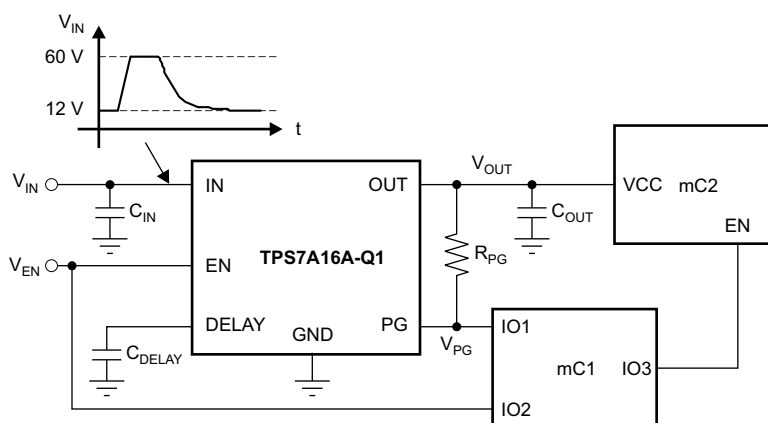 V_IN
60 V
12 V
t
V_IN
C_IN
IN
OUT
V_OUT
C_OUT
VCC
mC2
EN
V_EN
EN
TPS7A16A-Q1
R_PG
DELAY
GND
PG
V_PG
C_DELAY
IO1
mC1
IO3
IO2